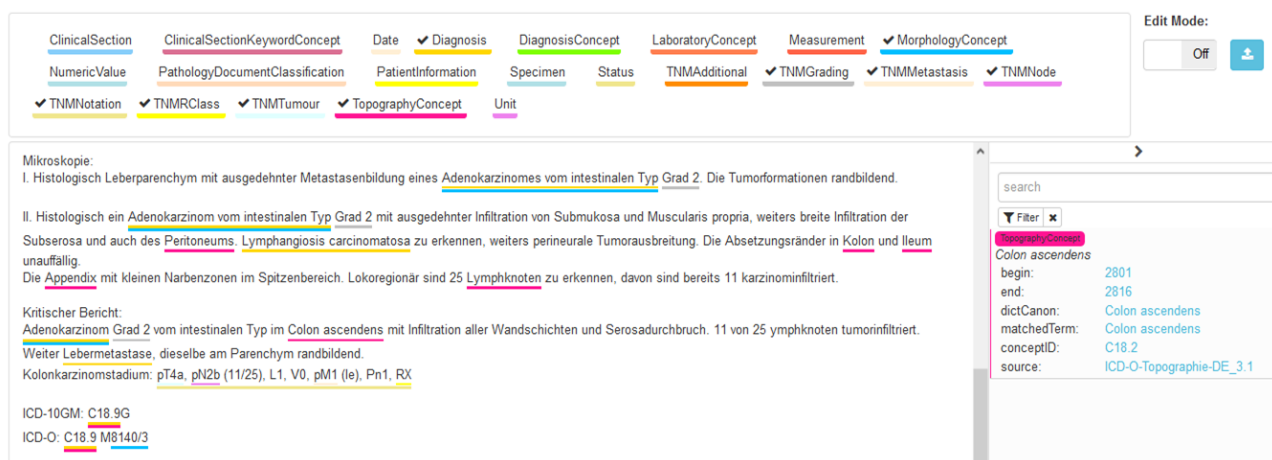 Edit Mode:
ClinicalSection ClinicalSectionKeywordConcept Date ✔ Diagnosis DiagnosisConcept LaboratoryConcept Measurement ✔ MorphologyConcept
Off
NumericValue PathologyDocumentClassification PatientInformation Specimen Status TNMAdditional ✔ TNMGrading ✔ TNMMetastasis ✔ TNMNode
✔ TNMNotation ✔ TNMRClass ✔ TNMTumour ✔ TopographyConcept Unit
Mikroskopie:
I. Histologisch Leberparenchym mit ausgedehnter Metastasenbildung eines Adenokarzinomes vom intestinalen Typ Grad 2. Die Tumorformationen randbildend.
II. Histologisch ein Adenokarzinom vom intestinalen Typ Grad 2 mit ausgedehnter Infiltration von Submukosa und Muscularis propria, weiters breite Infiltration der
Subserosa und auch des Peritoneums. Lymphangiosis carcinomatosa zu erkennen, weiters perineurale Tumorausbreitung. Die Absetzungsränder in Kolon und Ileum
unauffällig.
Die Appendix mit kleinen Narbenzonen im Spitzenbereich. Lokoregionär sind 25 Lymphknoten zu erkennen, davon sind bereits 11 karzinominfiltriert.
Kritischer Bericht:
Adenokarzinom Grad 2 vom intestinalen Typ im Colon ascendens mit Infiltration aller Wandschichten und Serosadurchbruch. 11 von 25 ymphknoten tumorinfiltriert.
Weiter Lebermetastase, dieselbe am Parenchym randbildend.
Kolonkarzinomstadium: pT4a, pN2b (11/25), L1, V0, pM1 (le), Pn1, RX
ICD-10GM: C18.9G
ICD-O: C18.9 M8140/3
search
Filter ×
TopographyConcept
Colon ascendens
begin: 2801
end: 2816
dictCanon: Colon ascendens
matchedTerm: Colon ascendens
conceptID: C18.2
source: ICD-O-Topographie-DE_3.1